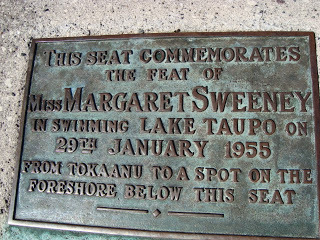 THIS SEAT COMMEMORATES
THE FEAT OF
MISS MARGARET SWEENEY
IN SWIMMING LAKE TAUPO ON
29TH JANUARY 1955
FROM TOKAANU TO A SPOT ON THE
FORESHORE, BELOW THIS SEAT